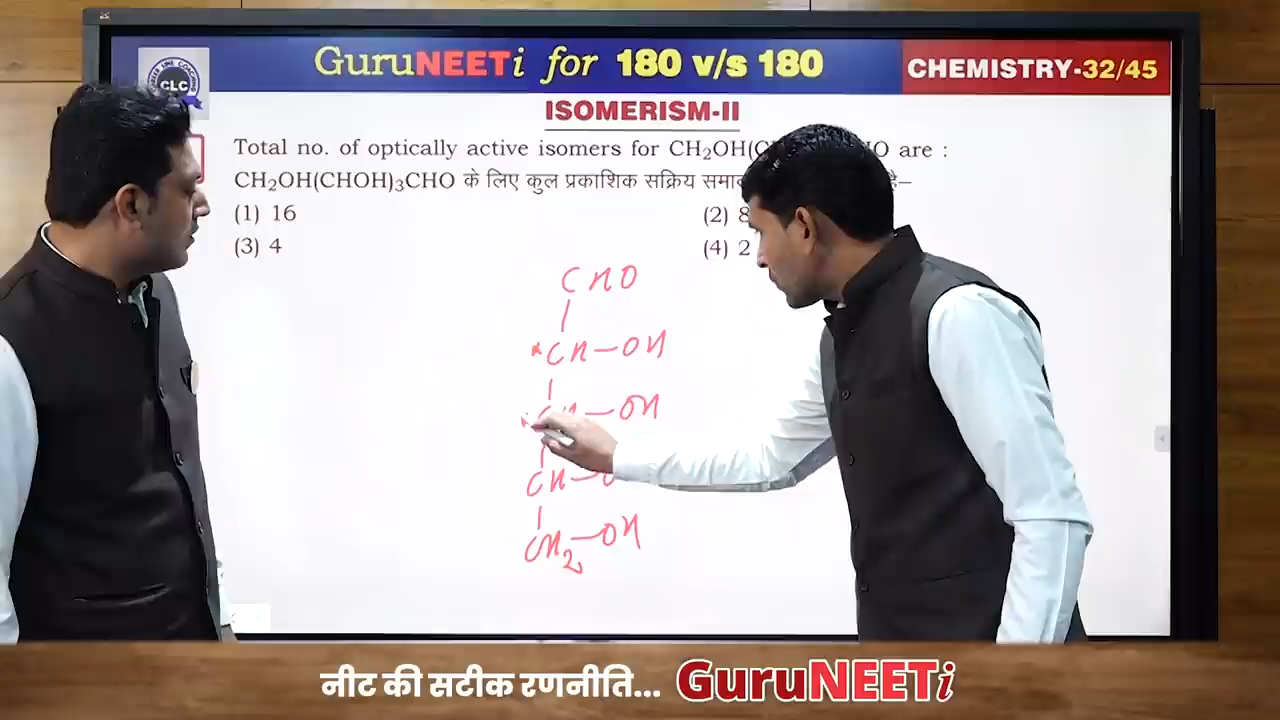 GuruNEETi for 180 v/s 180
CHEMISTRY-32/45
CLC
ISOMERISM-II
Total no. of optically active isomers for CH₂OH(C O are :
CH₂OH(CHOH)₃CHO के लिए कुल प्रकाशिक सक्रिय है–
(1) 16 (2) 8
(3) 4 (4) 2
CHO
|
*CH–OH
|
CH–OH
|
CH–
|
CH₂–OH
नीट की सटीक रणनीति... GuruNEETi